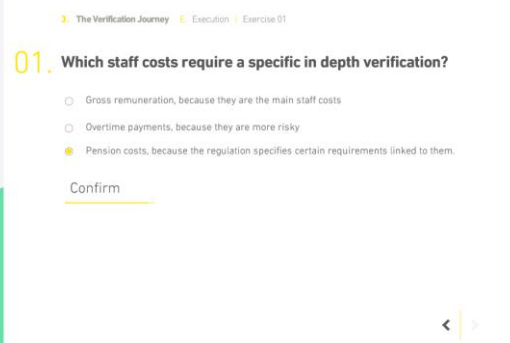 3. The Verification Journey E. Execution | Exercise 01
01. Which staff costs require a specific in depth verification?
Gross remuneration, because they are the main staff costs
Overtime payments, because they are more risky
Pension costs, because the regulation specifies certain requirements linked to them.
Confirm